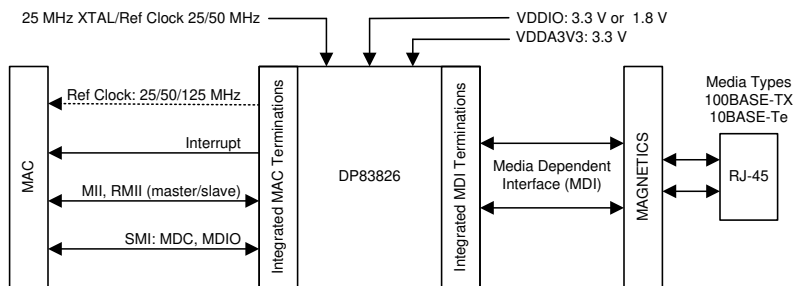 25 MHz XTAL/Ref Clock 25/50 MHz
VDDIO: 3.3 V or 1.8 V
VDDA3V3: 3.3 V
MAC
Ref Clock: 25/50/125 MHz
Interrupt
MII, RMII (master/slave)
SMI: MDC, MDIO
Integrated MAC Terminations
DP83826
Integrated MDI Terminations
Media Dependent
Interface (MDI)
MAGNETICS
Media Types
100BASE-TX
10BASE-Te
RJ-45